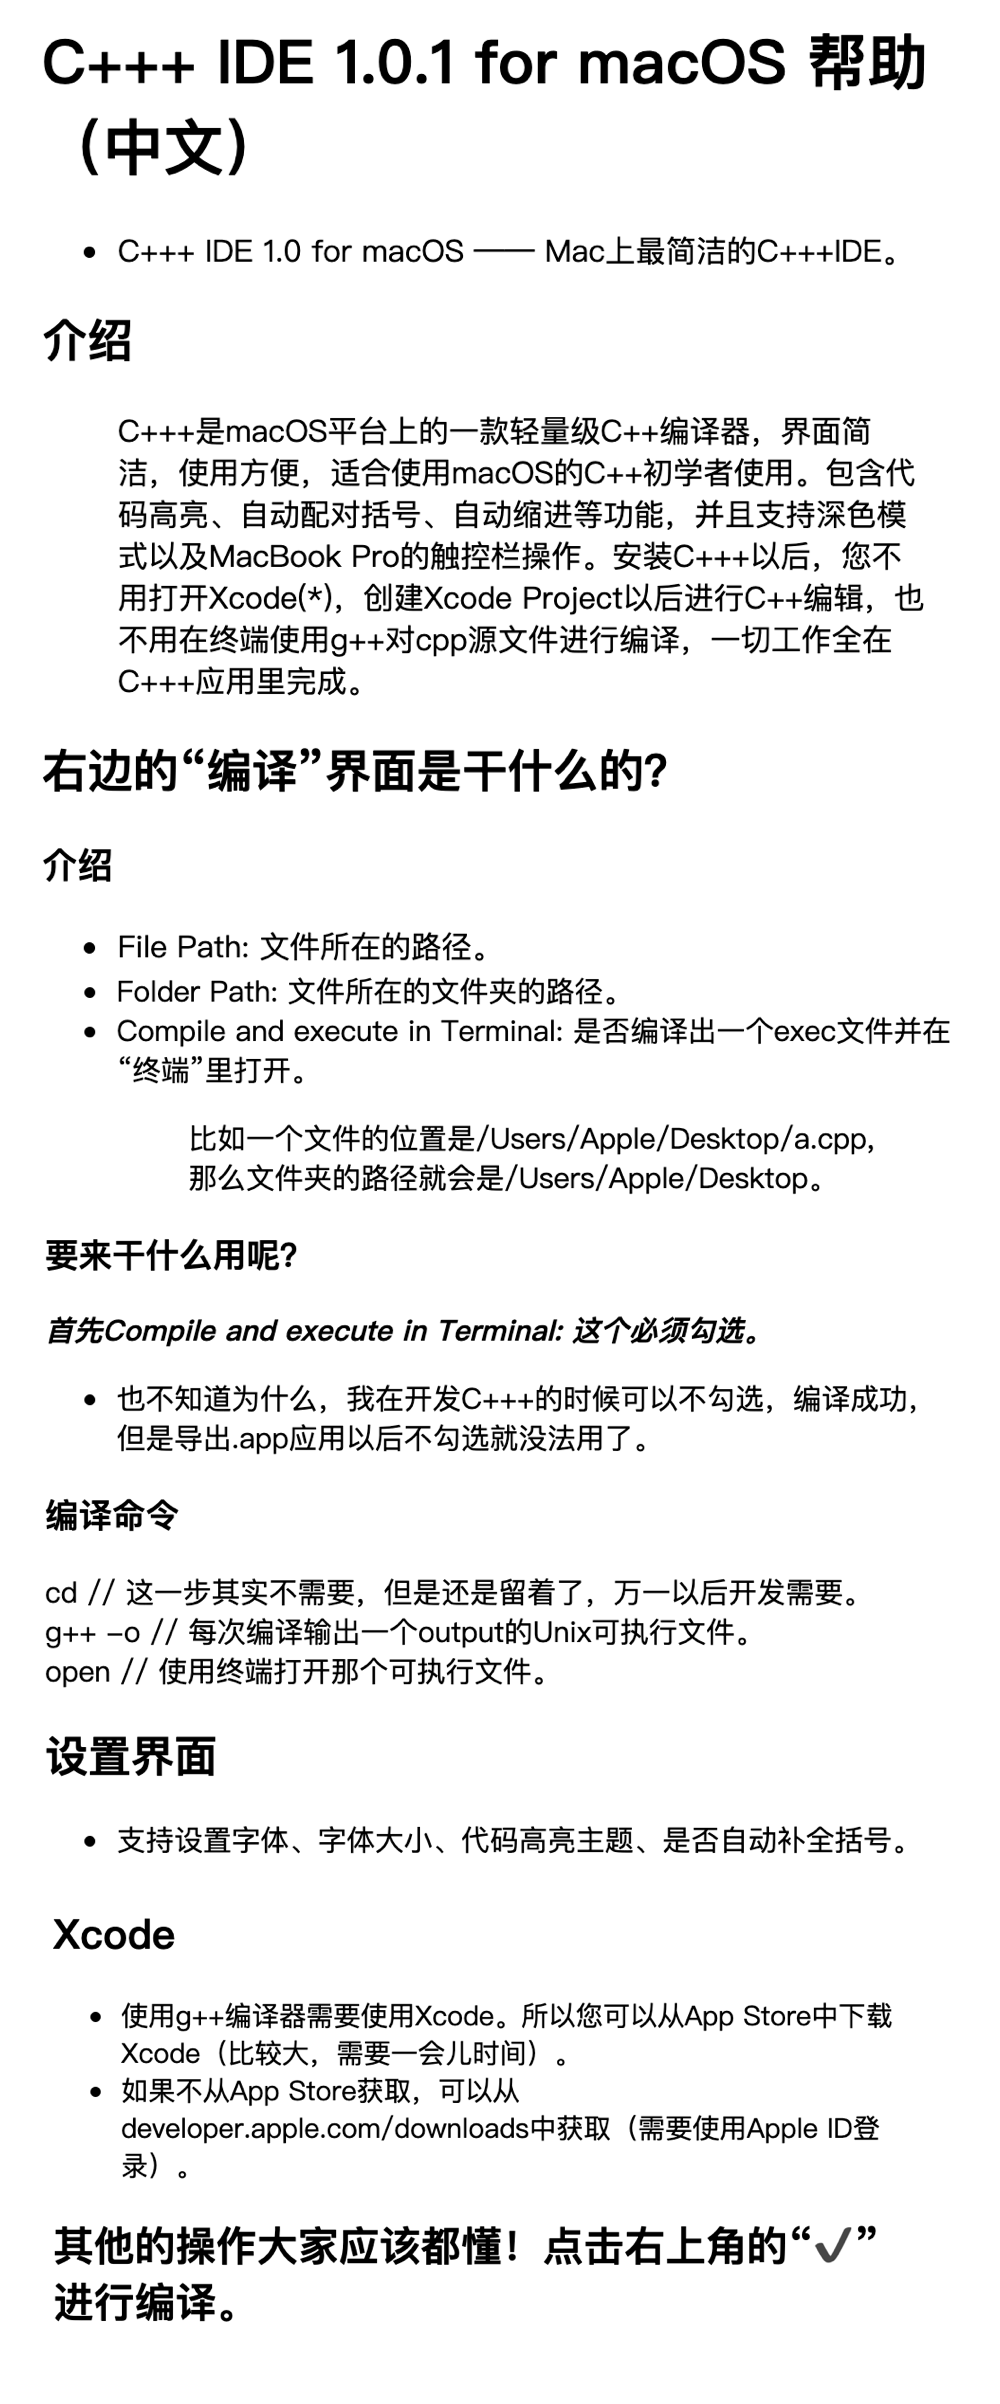 C+++ IDE 1.0.1 for macOS 帮助
（中文）
• C+++ IDE 1.0 for macOS —— Mac上最简洁的C+++IDE。
介绍
C+++是macOS平台上的一款轻量级C++编译器，界面简
洁，使用方便，适合使用macOS的C++初学者使用。包含代
码高亮、自动配对括号、自动缩进等功能，并且支持深色模
式以及MacBook Pro的触控栏操作。安装C+++以后，您不
用打开Xcode(*)，创建Xcode Project以后进行C++编辑，也
不用在终端使用g++对cpp源文件进行编译，一切工作全在
C+++应用里完成。
右边的“编译”界面是干什么的?
介绍
• File Path: 文件所在的路径。
• Folder Path: 文件所在的文件夹的路径。
• Compile and execute in Terminal: 是否编译出一个exec文件并在
“终端”里打开。
比如一个文件的位置是/Users/Apple/Desktop/a.cpp,
那么文件夹的路径就会是/Users/Apple/Desktop。
要来干什么用呢?
首先Compile and execute in Terminal: 这个必须勾选。
• 也不知道为什么，我在开发C+++的时候可以不勾选，编译成功，
但是导出.app应用以后不勾选就没法用了。
编译命令
cd // 这一步其实不需要，但是还是留着了，万一以后开发需要。
g++ –o // 每次编译输出一个output的Unix可执行文件。
open // 使用终端打开那个可执行文件。
设置界面
• 支持设置字体、字体大小、代码高亮主题、是否自动补全括号。
Xcode
• 使用g++编译器需要使用Xcode。所以您可以从App Store中下载
Xcode（比较大，需要一会儿时间）。
• 如果不从App Store获取，可以从
developer.apple.com/downloads中获取（需要使用Apple ID登
录）。
其他的操作大家应该都懂！点击右上角的“✓”
进行编译。